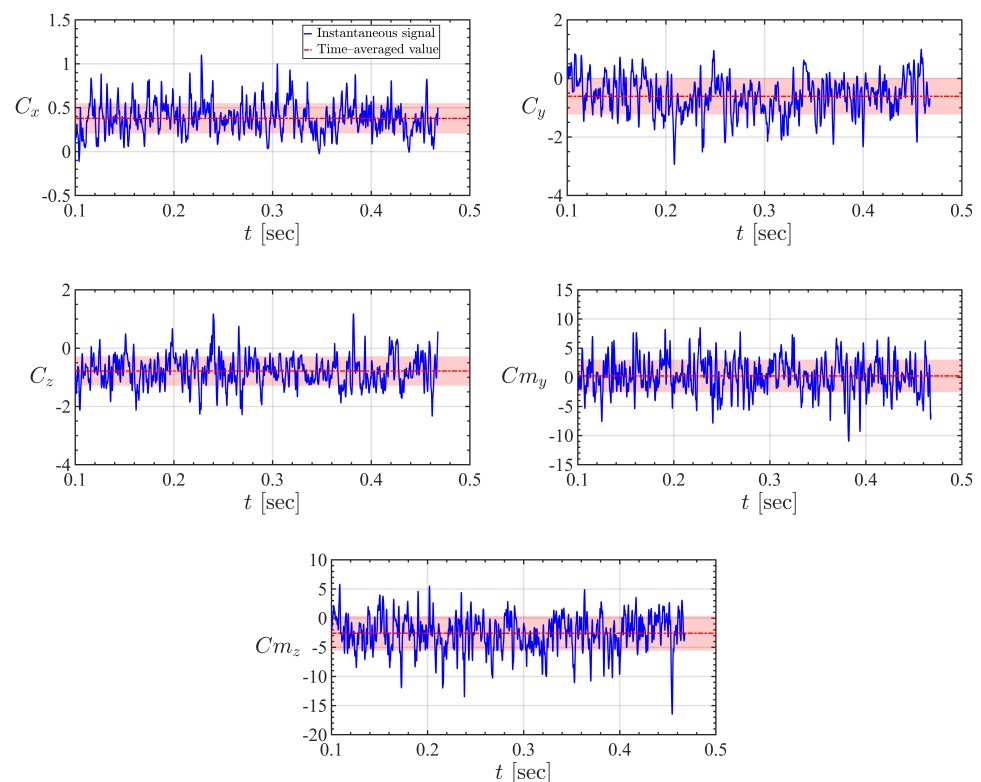 1.5
1
0.5
0
-0.5
C_x
Instantaneous signal
Time–averaged value
0.1 0.2 0.3 0.4 0.5
t [sec]
2
0
-2
-4
C_y
0.1 0.2 0.3 0.4 0.5
t [sec]
2
0
-2
-4
C_z
0.1 0.2 0.3 0.4 0.5
t [sec]
15
10
5
0
-5
-10
-15
Cm_y
0.1 0.2 0.3 0.4 0.5
t [sec]
10
5
0
-5
-10
-15
-20
Cm_z
0.1 0.2 0.3 0.4 0.5
t [sec]